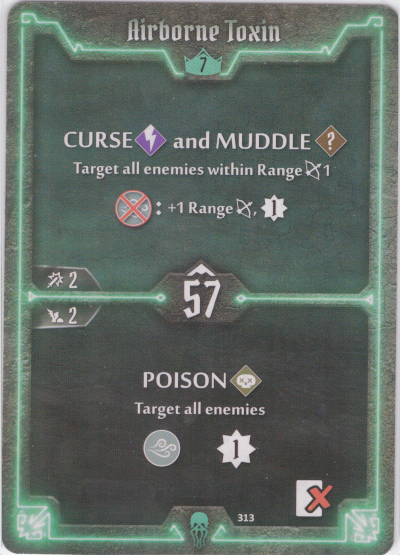 Airborne Toxin
7
CURSE and MUDDLE ?
Target all enemies within Range 1
: +1 Range , 1
2
57
2
POISON
Target all enemies
1
313